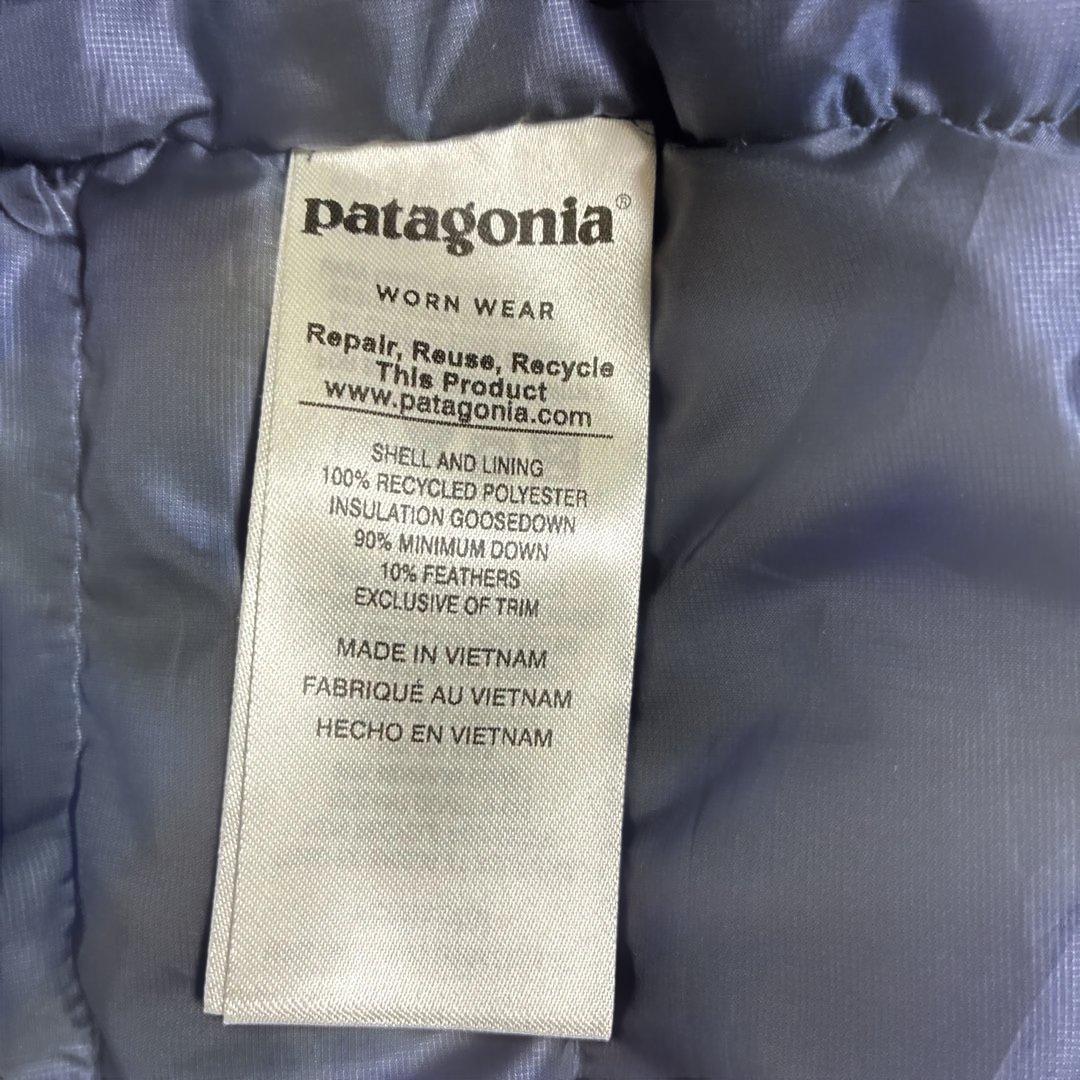 patagonia®
WORN WEAR
Repair, Reuse, Recycle
This Product
www.patagonia.com
SHELL AND LINING
100% RECYCLED POLYESTER
INSULATION GOOSEDOWN
90% MINIMUM DOWN
10% FEATHERS
EXCLUSIVE OF TRIM
MADE IN VIETNAM
FABRIQUÉ AU VIETNAM
HECHO EN VIETNAM